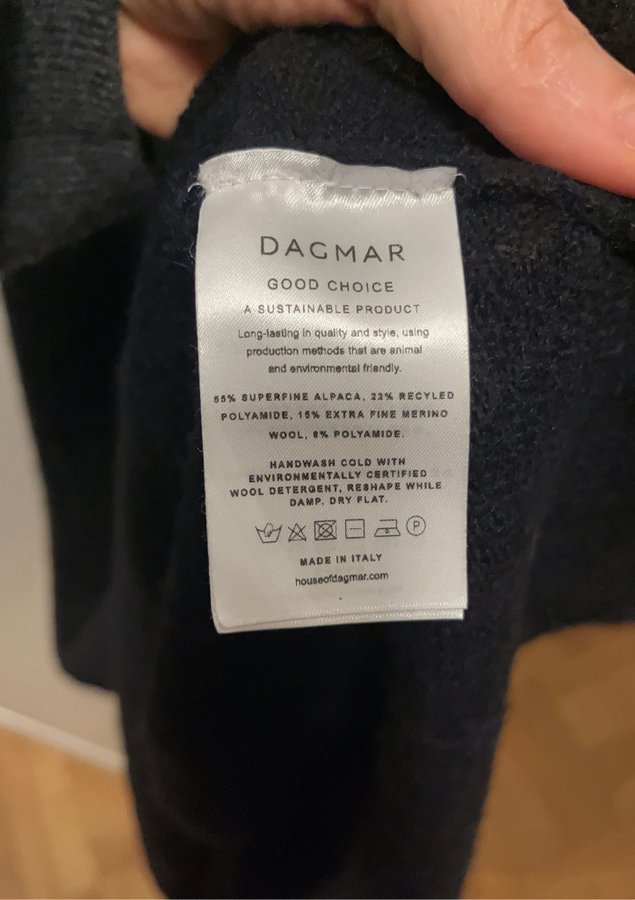 DAGMAR
GOOD CHOICE
A SUSTAINABLE PRODUCT
Long-lasting in quality and style, using
production methods that are animal
and environmental friendly.
55% SUPERFINE ALPACA, 22% RECYLED
POLYAMIDE, 15% EXTRA FINE MERINO
WOOL, 8% POLYAMIDE.
HANDWASH COLD WITH
ENVIRONMENTALLY CERTIFIED
WOOL DETERGENT, RESHAPE WHILE
DAMP. DRY FLAT.
P
MADE IN ITALY
houseofdagmar.com